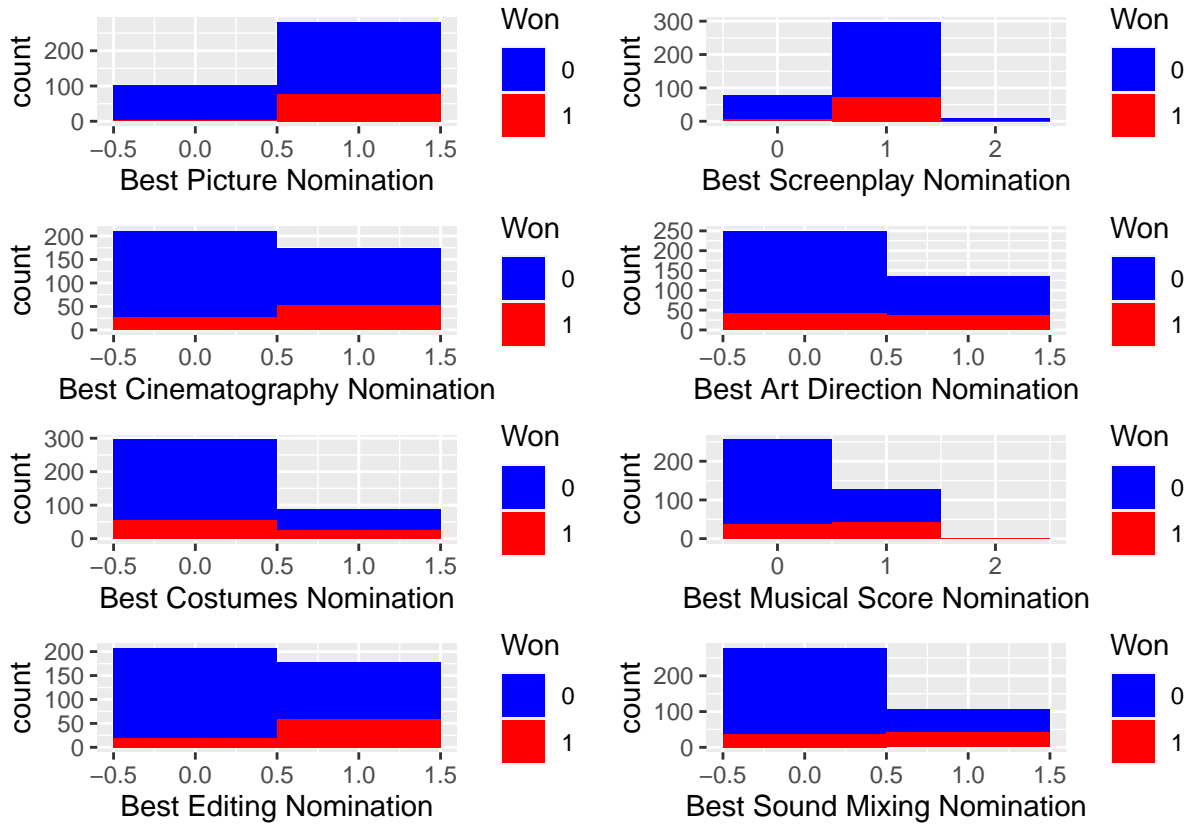 count
200
100
0
−0.5 0.0 0.5 1.0 1.5
Best Picture Nomination
Won
0
1
count
300
200
100
0
0 1 2
Best Screenplay Nomination
Won
0
1
count
200
150
100
50
0
−0.5 0.0 0.5 1.0 1.5
Best Cinematography Nomination
Won
0
1
count
250
200
150
100
50
0
−0.5 0.0 0.5 1.0 1.5
Best Art Direction Nomination
Won
0
1
count
300
200
100
0
−0.5 0.0 0.5 1.0 1.5
Best Costumes Nomination
Won
0
1
count
200
100
0
0 1 2
Best Musical Score Nomination
Won
0
1
count
200
150
100
50
0
−0.5 0.0 0.5 1.0 1.5
Best Editing Nomination
Won
0
1
count
200
100
0
−0.5 0.0 0.5 1.0 1.5
Best Sound Mixing Nomination
Won
0
1